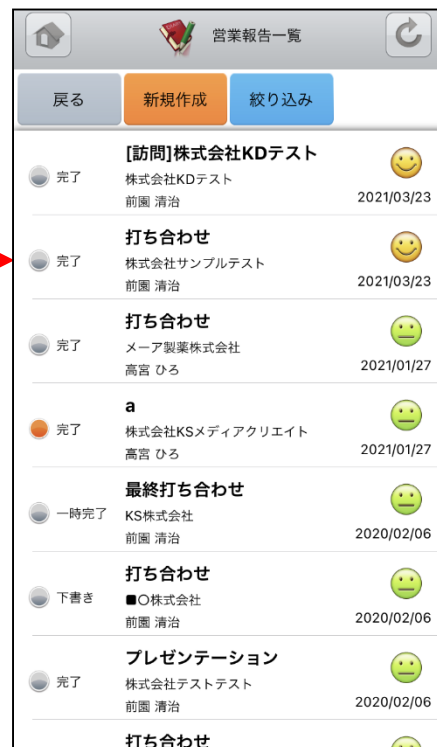 営業報告一覧
戻る
新規作成
絞り込み
[訪問]株式会社KDテスト
完了
株式会社KDテスト
前園 清治
2021/03/23
打ち合わせ
完了
株式会社サンプルテスト
前園 清治
2021/03/23
打ち合わせ
完了
メーア製薬株式会社
高宮 ひろ
2021/01/27
a
完了
株式会社KSメディアクリエイト
高宮 ひろ
2021/01/27
最終打ち合わせ
一時完了
KS株式会社
前園 清治
2020/02/06
打ち合わせ
下書き
■〇株式会社
前園 清治
2020/02/06
プレゼンテーション
完了
株式会社テストテスト
前園 清治
2020/02/06
打ち合わせ